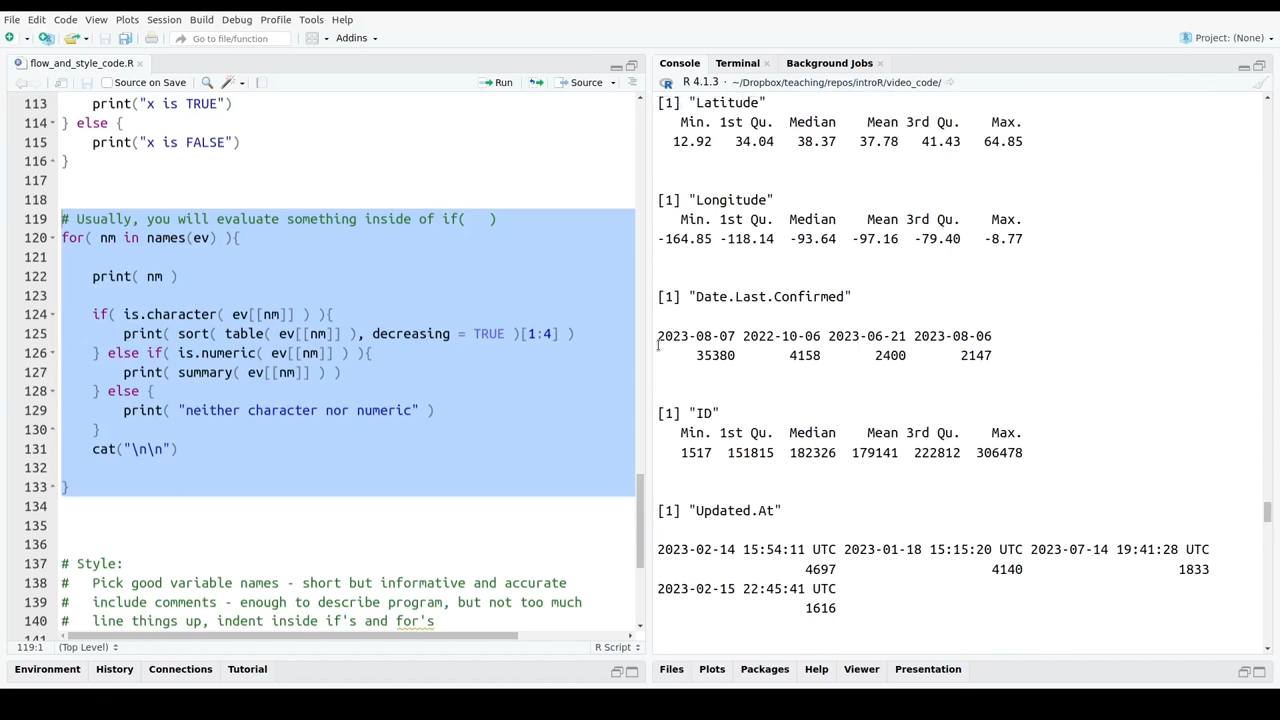 File Edit Code View Plots Session Build Debug Profile Tools Help
Go to file/function Addins Project: (None)
flow_and_style_code.R
Source on Save Run Source
113 print("x is TRUE")
114 } else {
115 print("x is FALSE")
116 }
117
118
119 # Usually, you will evaluate something inside of if(   )
120 for( nm in names(ev) ){
121
122 print( nm )
123
124 if( is.character( ev[[nm]] ) ){
125 print( sort( table( ev[[nm]] ), decreasing = TRUE )[1:4] )
126 } else if( is.numeric( ev[[nm]] ) ){
127 print( summary( ev[[nm]] ) )
128 } else {
129 print( "neither character nor numeric" )
130 }
131 cat("\n\n")
132
133 }
134
135
136
137 # Style:
138 #   Pick good variable names - short but informative and accurate
139 #   include comments - enough to describe program, but not too much
140 #   line things up, indent inside if's and for's
141
119:1 (Top Level) R Script
Environment History Connections Tutorial
Console Terminal Background Jobs
R 4.1.3 · ~/Dropbox/teaching/repos/introR/video_code/
[1] "Latitude"
Min. 1st Qu. Median Mean 3rd Qu. Max.
12.92 34.04 38.37 37.78 41.43 64.85
[1] "Longitude"
Min. 1st Qu. Median Mean 3rd Qu. Max.
-164.85 -118.14 -93.64 -97.16 -79.40 -8.77
[1] "Date.Last.Confirmed"
2023-08-07 2022-10-06 2023-06-21 2023-08-06
35380 4158 2400 2147
[1] "ID"
Min. 1st Qu. Median Mean 3rd Qu. Max.
1517 151815 182326 179141 222812 306478
[1] "Updated.At"
2023-02-14 15:54:11 UTC 2023-01-18 15:15:20 UTC 2023-07-14 19:41:28 UTC
4697 4140 1833
2023-02-15 22:45:41 UTC
1616
Files Plots Packages Help Viewer Presentation